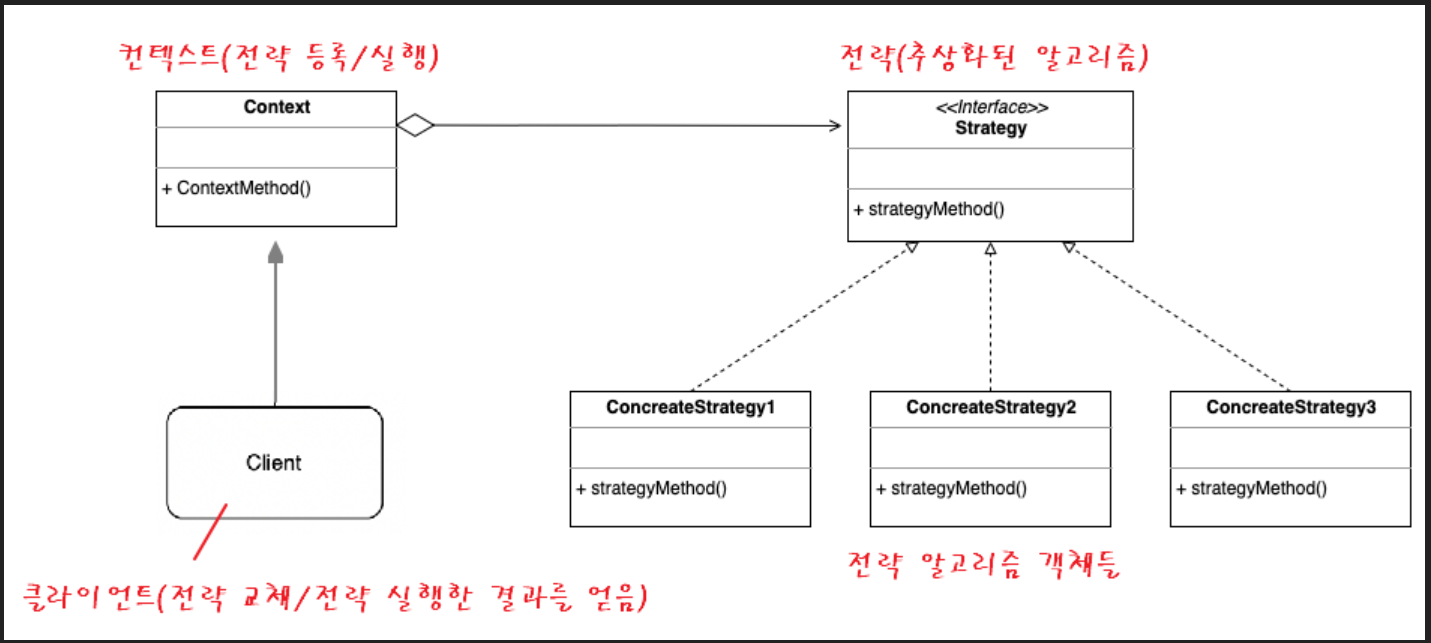 컨텍스트(전략 등록/실행)
전략(추상화된 알고리즘)
Context
+ ContextMethod()
<<Interface>>
Strategy
+ strategyMethod()
Client
ConcreateStrategy1
+ strategyMethod()
ConcreateStrategy2
+ strategyMethod()
ConcreateStrategy3
+ strategyMethod()
전략 알고리즘 객체들
클라이언트(전략 교체/전략 실행한 결과를 얻음)